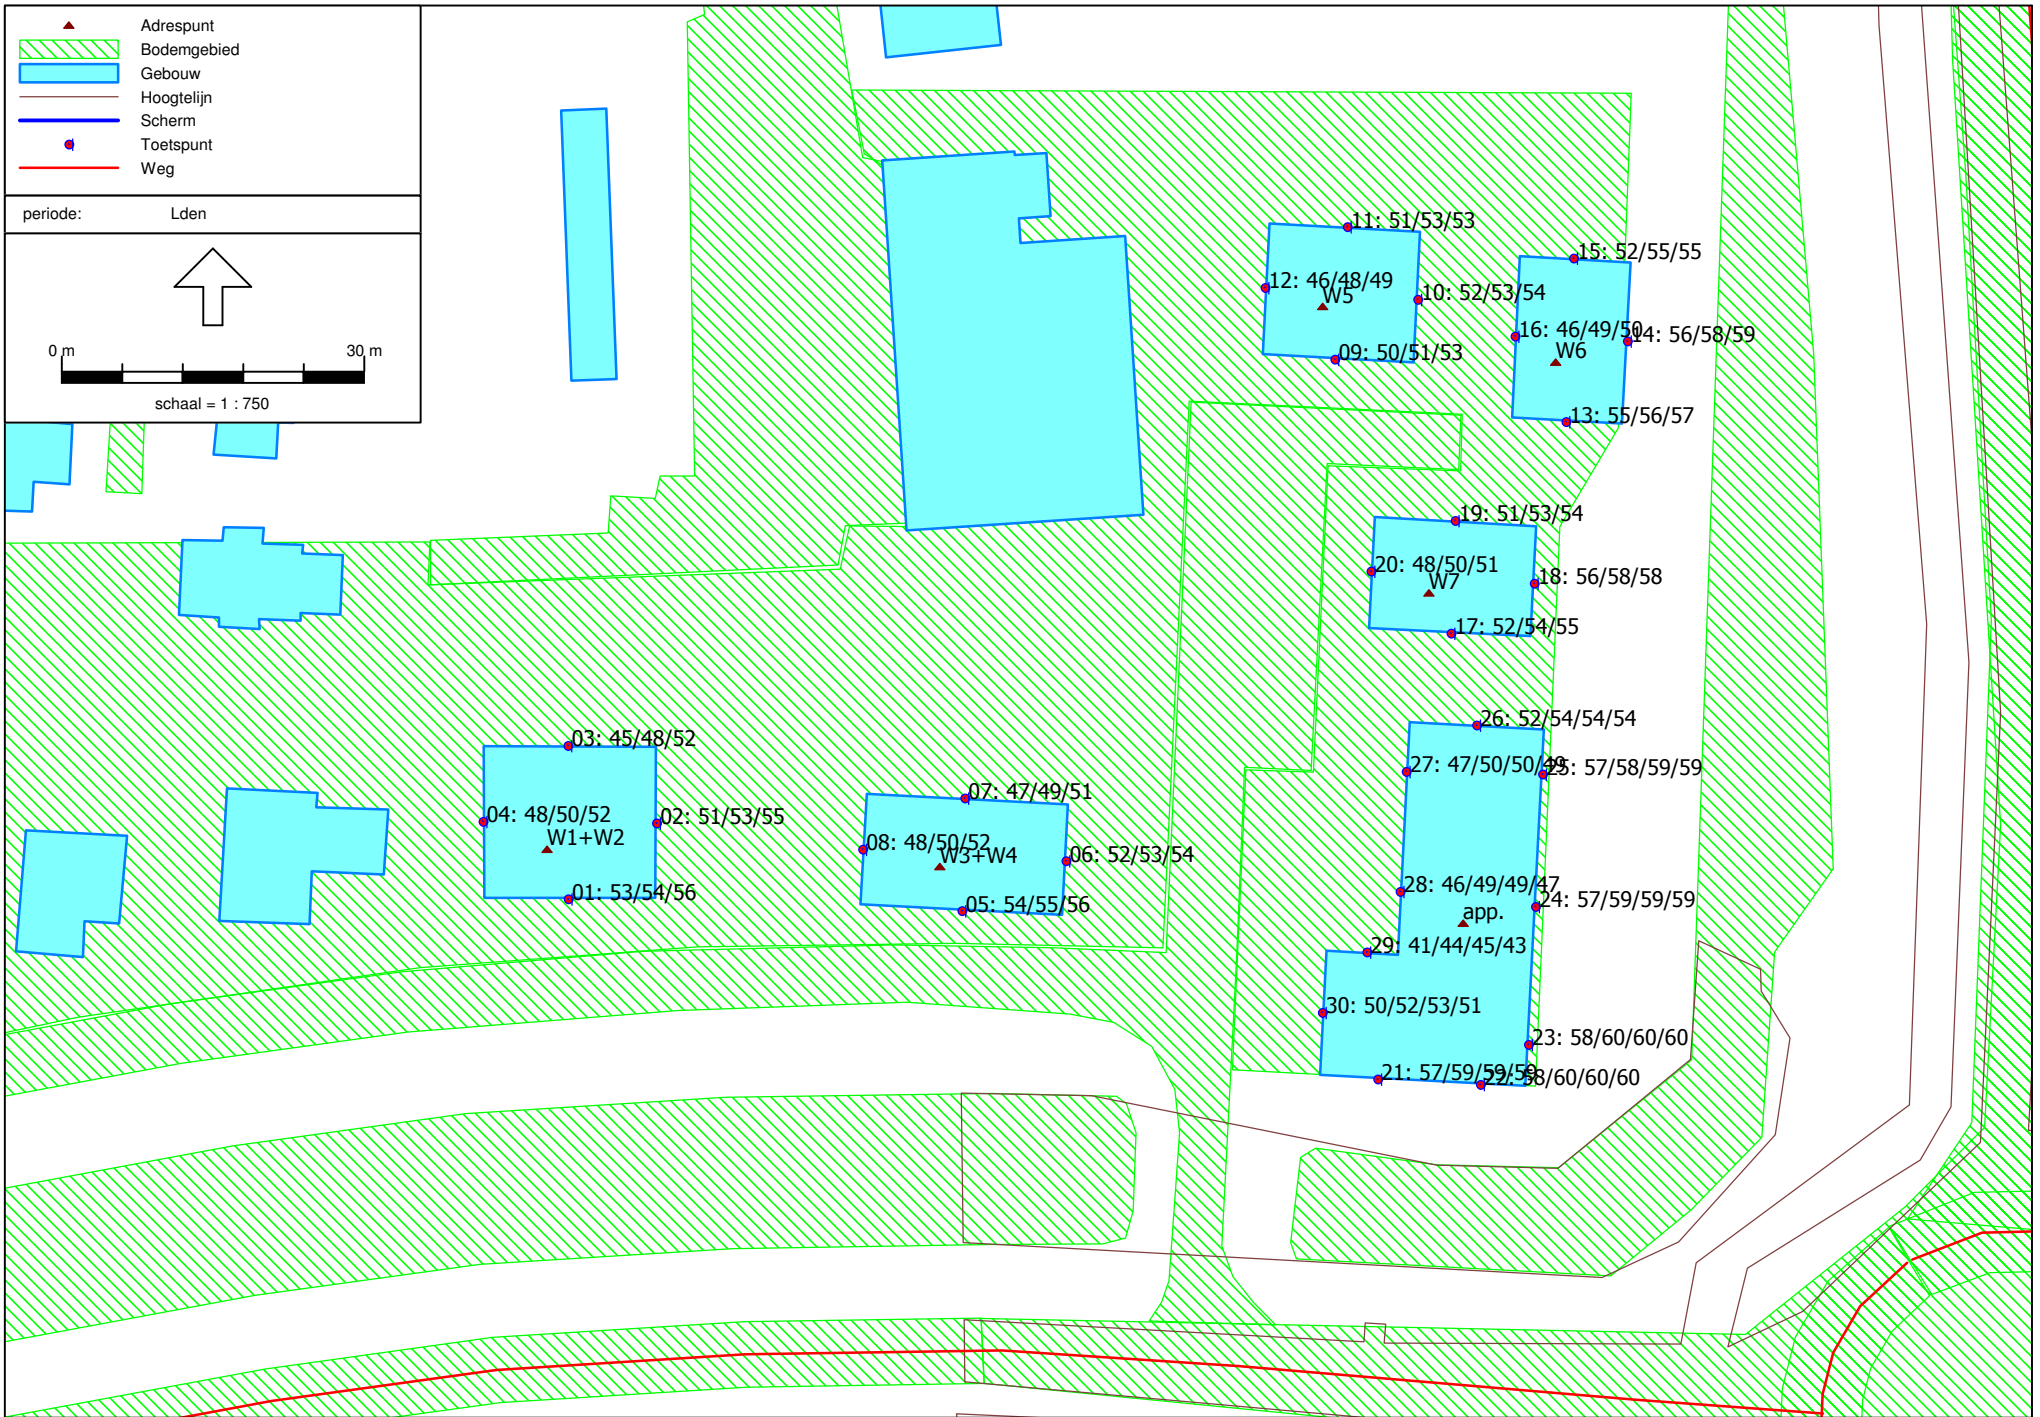 Adrespunt
Bodemgebied
Gebouw
Hoogtelijn
Scherm
Toetspunt
Weg
periode: Lden
0 m 30 m
schaal = 1 : 750
11: 51/53/53
15: 52/55/55
12: 46/48/49
W5
10: 52/53/54
16: 46/49/50
14: 56/58/59
W6
09: 50/51/53
13: 55/56/57
19: 51/53/54
20: 48/50/51
W7
18: 56/58/58
17: 52/54/55
26: 52/54/54/54
27: 47/50/50/49
25: 57/58/59/59
03: 45/48/52
04: 48/50/52
W1+W2
02: 51/53/55
01: 53/54/56
07: 47/49/51
08: 48/50/52
W3+W4
06: 52/53/54
05: 54/55/56
28: 46/49/49/47
24: 57/59/59/59
app.
29: 41/44/45/43
30: 50/52/53/51
23: 58/60/60/60
21: 57/59/59/59
22: 58/60/60/60